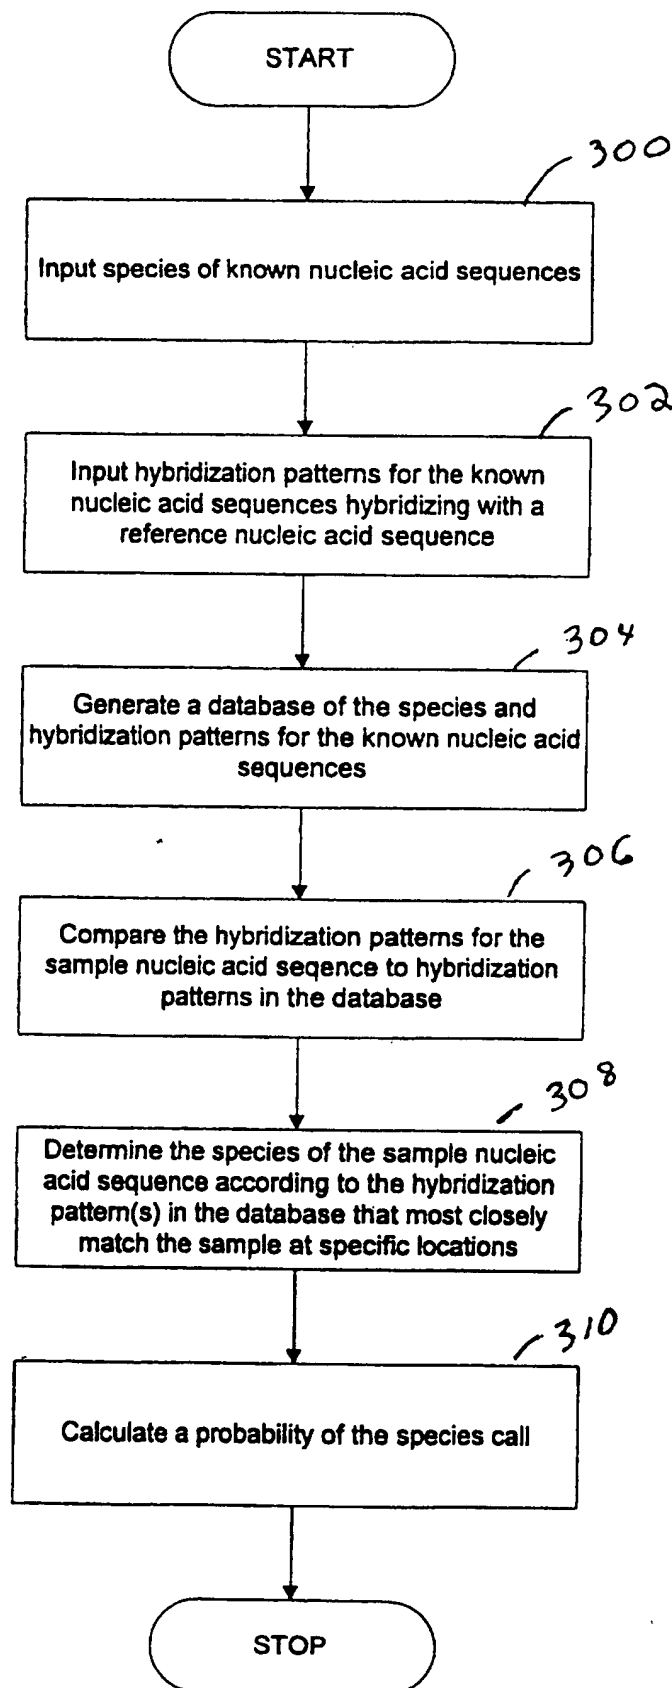 START
300
Input species of known nucleic acid sequences
302
Input hybridization patterns for the known
nucleic acid sequences hybridizing with a
reference nucleic acid sequence
304
Generate a database of the species and
hybridization patterns for the known nucleic acid
sequences
306
Compare the hybridization patterns for the
sample nucleic acid seqence to hybridization
patterns in the database
308
Determine the species of the sample nucleic
acid sequence according to the hybridization
pattern(s) in the database that most closely
match the sample at specific locations
310
Calculate a probability of the species call
STOP